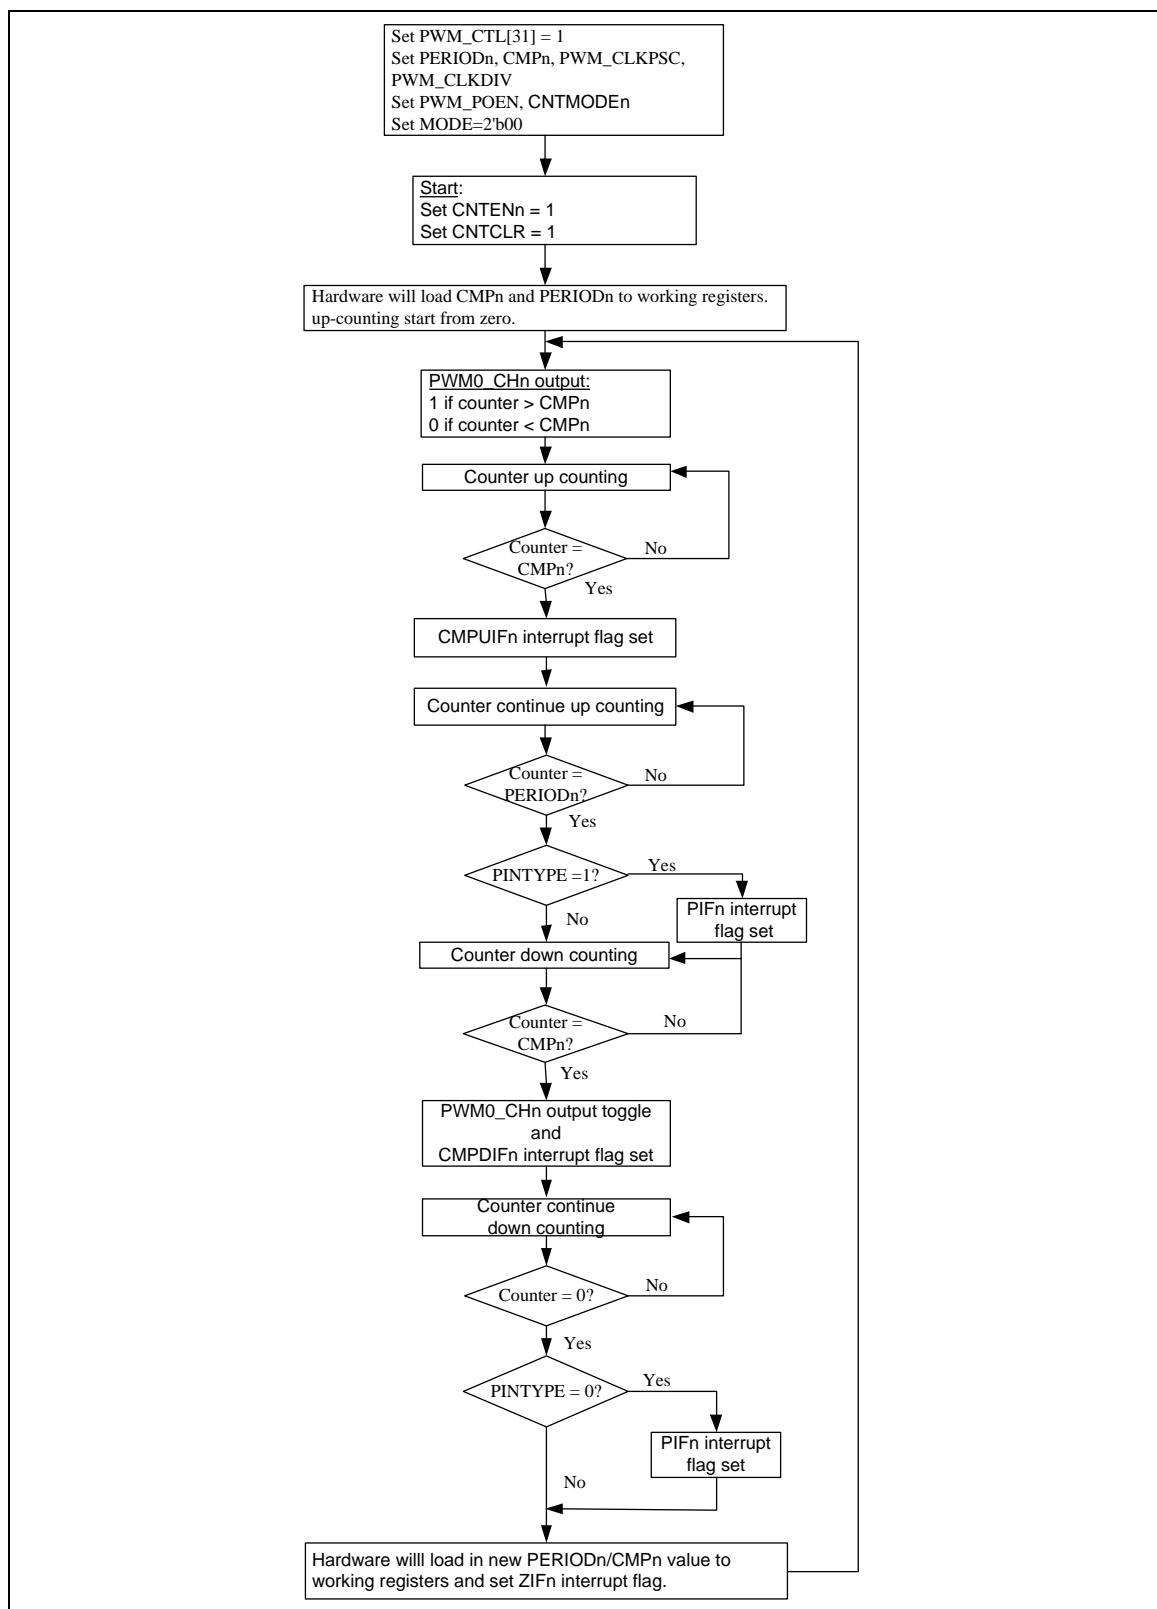 Set PWM_CTL[31] = 1
Set PERIODn, CMPn, PWM_CLKPSC,
PWM_CLKDIV
Set PWM_POEN, CNTMODEn
Set MODE=2'b00
Start:
Set CNTENn = 1
Set CNTCLR = 1
Hardware will load CMPn and PERIODn to working registers.
up-counting start from zero.
PWM0_CHn output:
1 if counter > CMPn
0 if counter < CMPn
Counter up counting
Counter =
CMPn?
No
Yes
CMPUIFn interrupt flag set
Counter continue up counting
Counter =
PERIODn?
No
Yes
PINTYPE =1?
Yes
No
PIFn interrupt
flag set
Counter down counting
Counter =
CMPn?
No
Yes
PWM0_CHn output toggle
and
CMPDIFn interrupt flag set
Counter continue
down counting
Counter = 0?
No
Yes
PINTYPE = 0?
Yes
PIFn interrupt
flag set
No
Hardware willl load in new PERIODn/CMPn value to
working registers and set ZIFn interrupt flag.